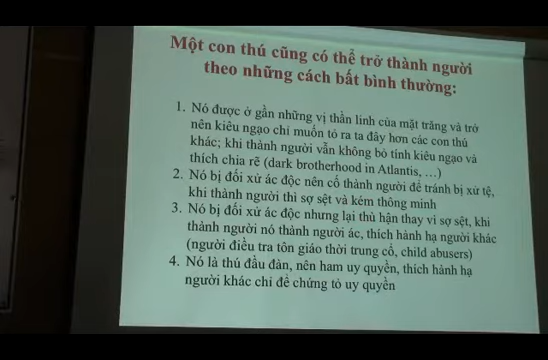 Một con thú cũng có thể trở thành người
theo những cách bất bình thường:
1. Nó được ở gần những vị thần linh của mặt trăng và trở
nên kiêu ngạo chỉ muốn tỏ ra ta đây hơn các con thú
khác; khi thành người vẫn không bỏ tính kiêu ngạo và
thích chia rẽ (dark brotherhood in Atlantis, ...)
2. Nó bị đối xử ác độc nên cố thành người để tránh bị xử tệ,
khi thành người thì sợ sệt và kém thông minh
3. Nó bị đối xử ác độc nhưng lại thù hận thay vì sợ sệt, khi
thành người nó thành người ác, thích hành hạ người khác
(người điều tra tôn giáo thời trung cổ, child abusers)
4. Nó là thú đầu đàn, nên ham uy quyền, thích hành hạ
người khác chỉ để chứng tỏ uy quyền